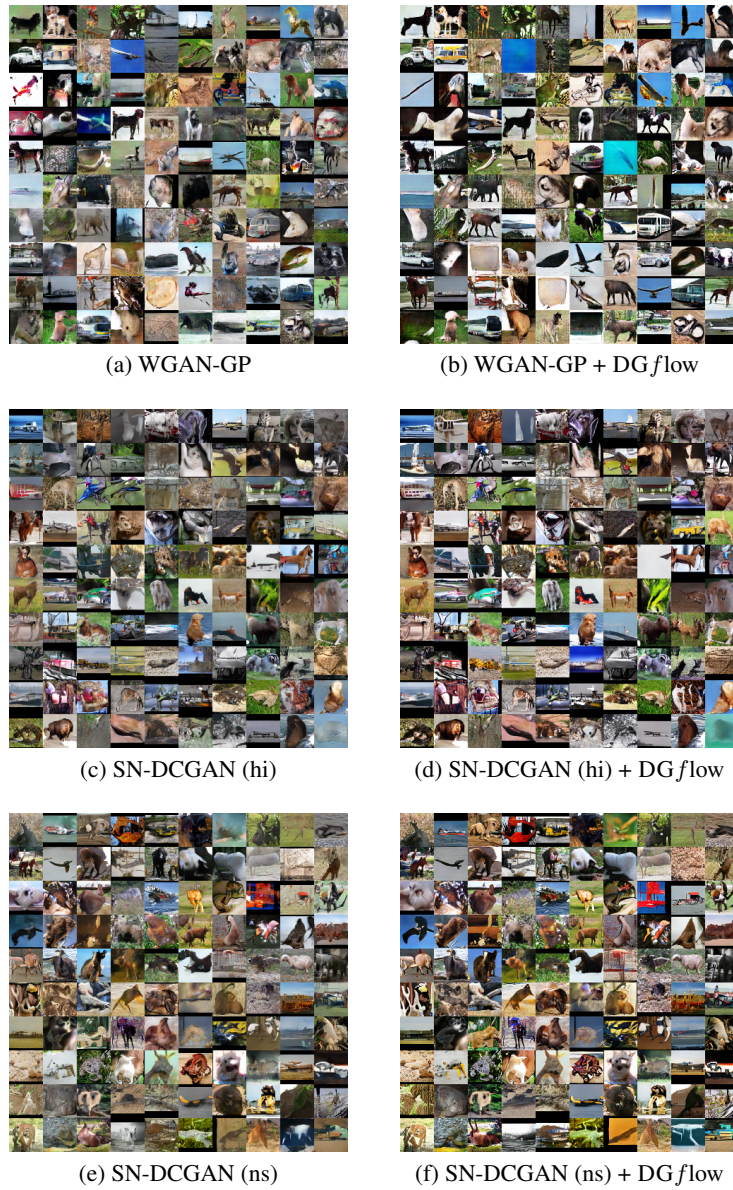 (a) WGAN-GP
(b) WGAN-GP + DGflow
(c) SN-DCGAN (hi)
(d) SN-DCGAN (hi) + DGflow
(e) SN-DCGAN (ns)
(f) SN-DCGAN (ns) + DGflow